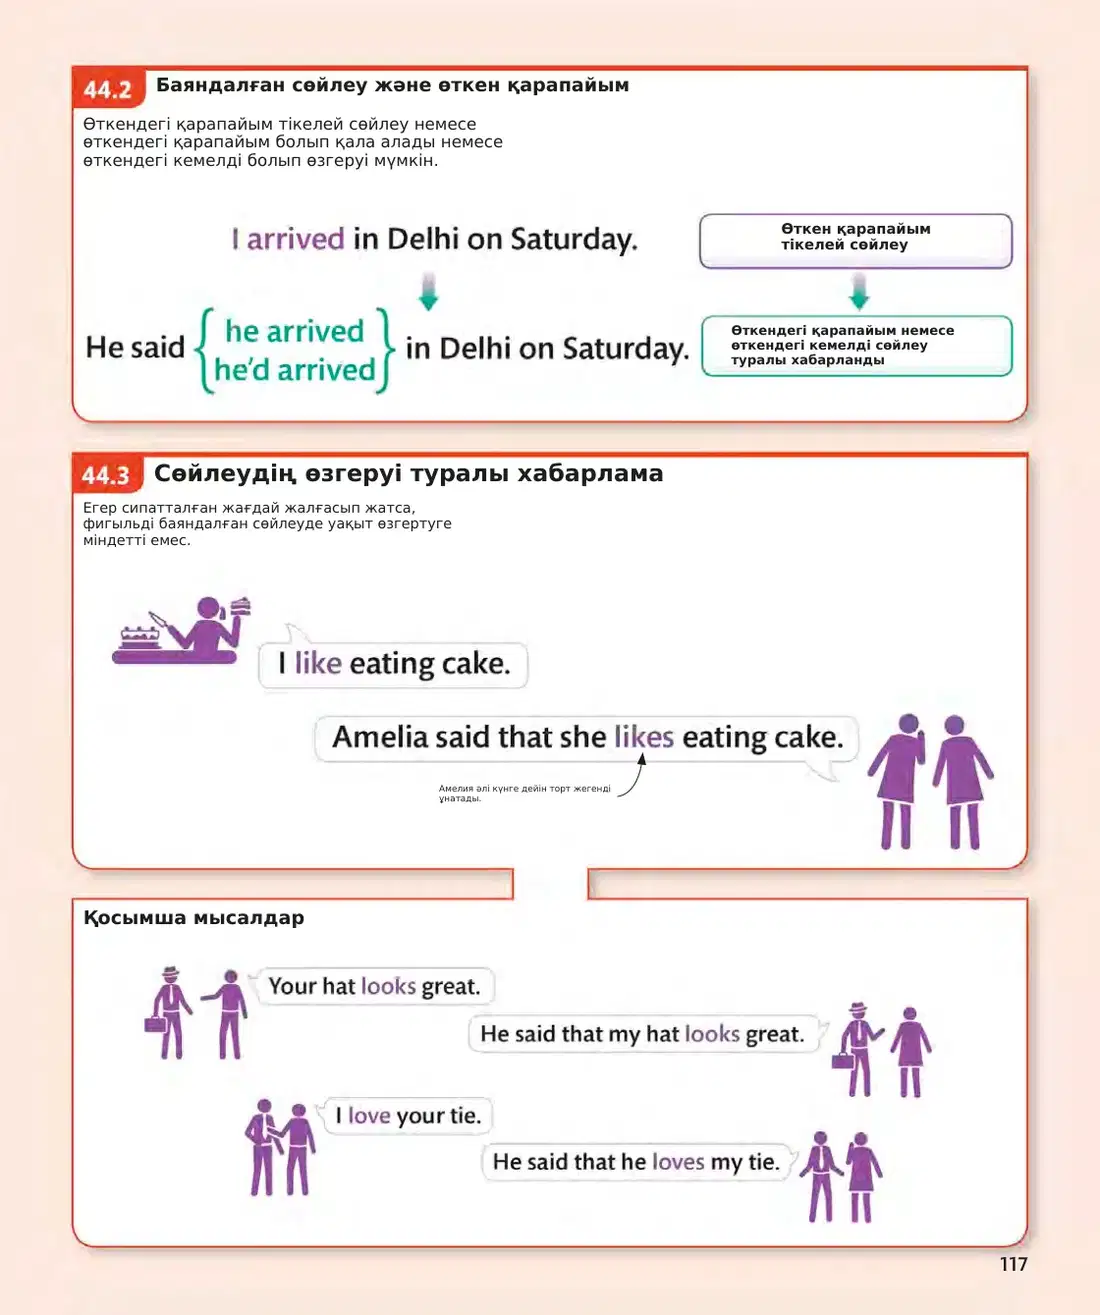 44.2
Баяндалған сөйлеу және өткен қарапайым
Өткендегі қарапайым тікелей сөйлеу немесе
өткендегі қарапайым болып қала алады немесе
өткендегі кемелді болып өзгеруі мүмкін.
I arrived in Delhi on Saturday.
Өткен қарапайым
тікелей сөйлеу
He said { he arrived
he'd arrived } in Delhi on Saturday.
Өткендегі қарапайым немесе
өткендегі кемелді сөйлеу
туралы хабарланды
44.3
Сөйлеудің өзгеруі туралы хабарлама
Егер сипатталған жағдай жалғасып жатса,
фигыльді баяндалған сөйлеуде уақыт өзгертуге
міндетті емес.
I like eating cake.
Amelia said that she likes eating cake.
Амелия әлі күнге дейін торт жегенді
ұнатады.
Қосымша мысалдар
Your hat looks great.
He said that my hat looks great.
I love your tie.
He said that he loves my tie.
117